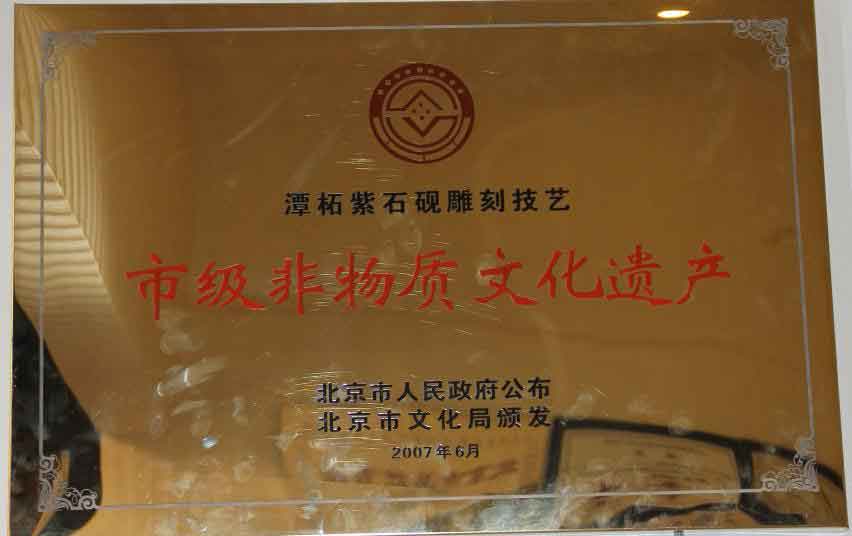 潭柘紫石砚雕刻技艺
市级非物质文化遗产
北京市人民政府公布
北京市文化局颁发
2007年6月